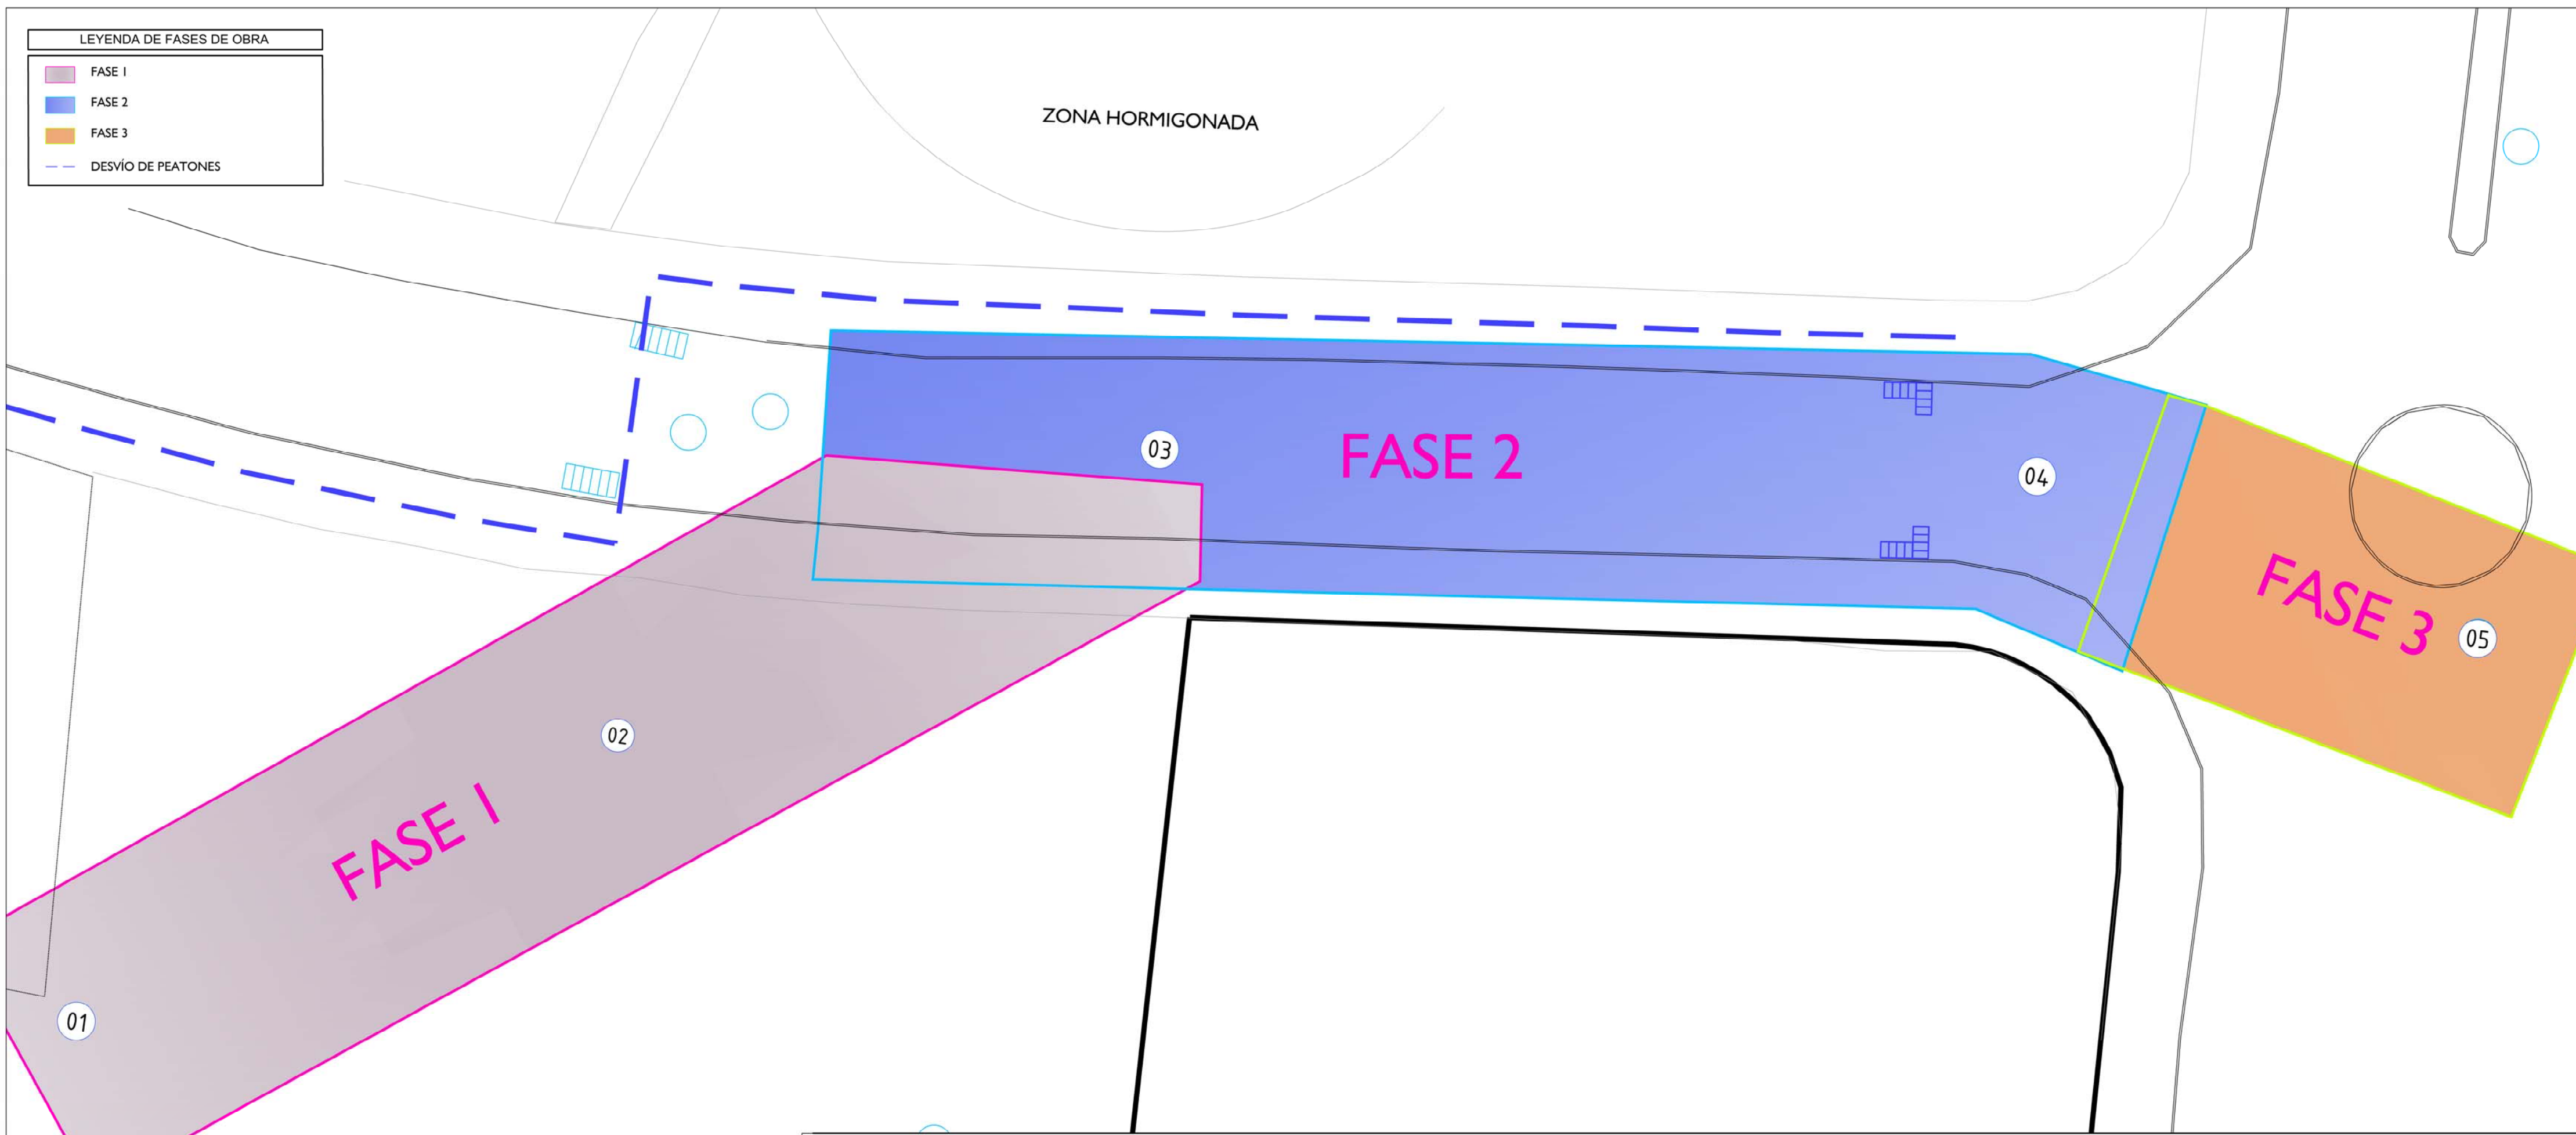 LEYENDA DE FASES DE OBRA
FASE 1
FASE 2
FASE 3
DESVÍO DE PEATONES
ZONA HORMIGONADA
03
FASE 2
04
FASE 3
05
02
FASE 1
01